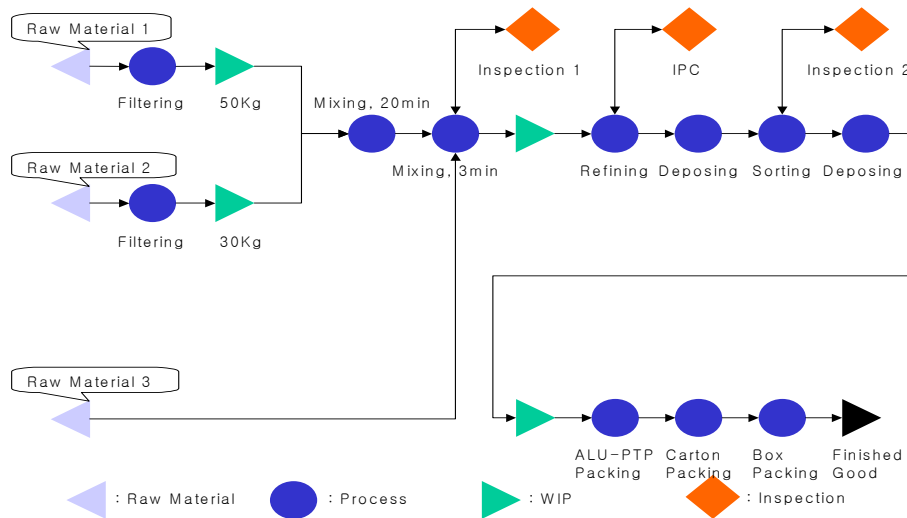 Raw Material 1
Filtering
50Kg
Raw Material 2
Filtering
30Kg
Mixing, 20min
Mixing, 3min
Inspection 1
IPC
Inspection 2
Refining
Deposing
Sorting
Deposing
Raw Material 3
ALU-PTP
Packing
Carton
Packing
Box
Packing
Finished
Good
: Raw Material
: Process
: WIP
: Inspection